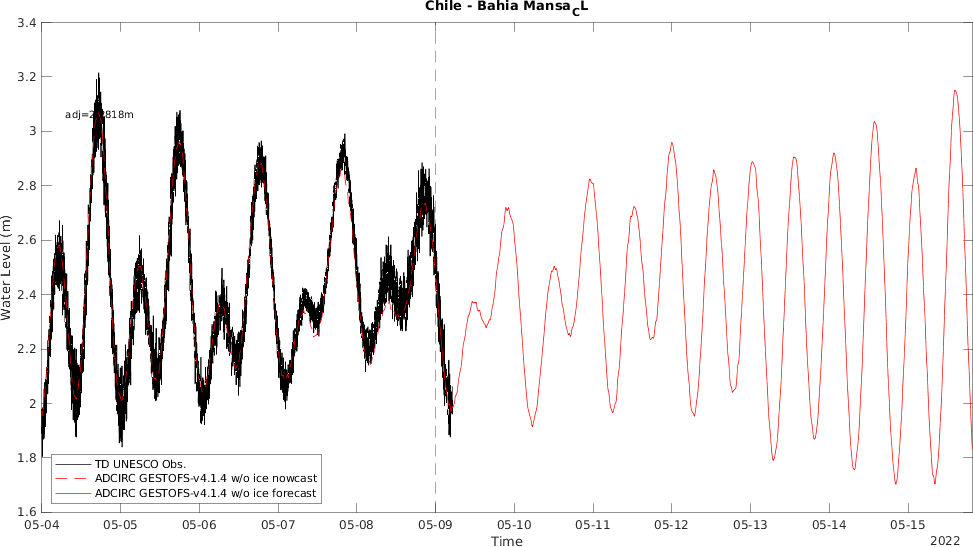 Chile - Bahia Mansa_CL
3.4
3.2
3
2.8
2.6
2.4
2.2
2
1.8
1.6
Water Level (m)
TD UNESCO Obs.
ADCIRC GESTOFS-v4.1.4 w/o ice nowcast
ADCIRC GESTOFS-v4.1.4 w/o ice forecast
05-04 05-05 05-06 05-07 05-08 05-09 05-10 05-11 05-12 05-13 05-14 05-15
Time
2022